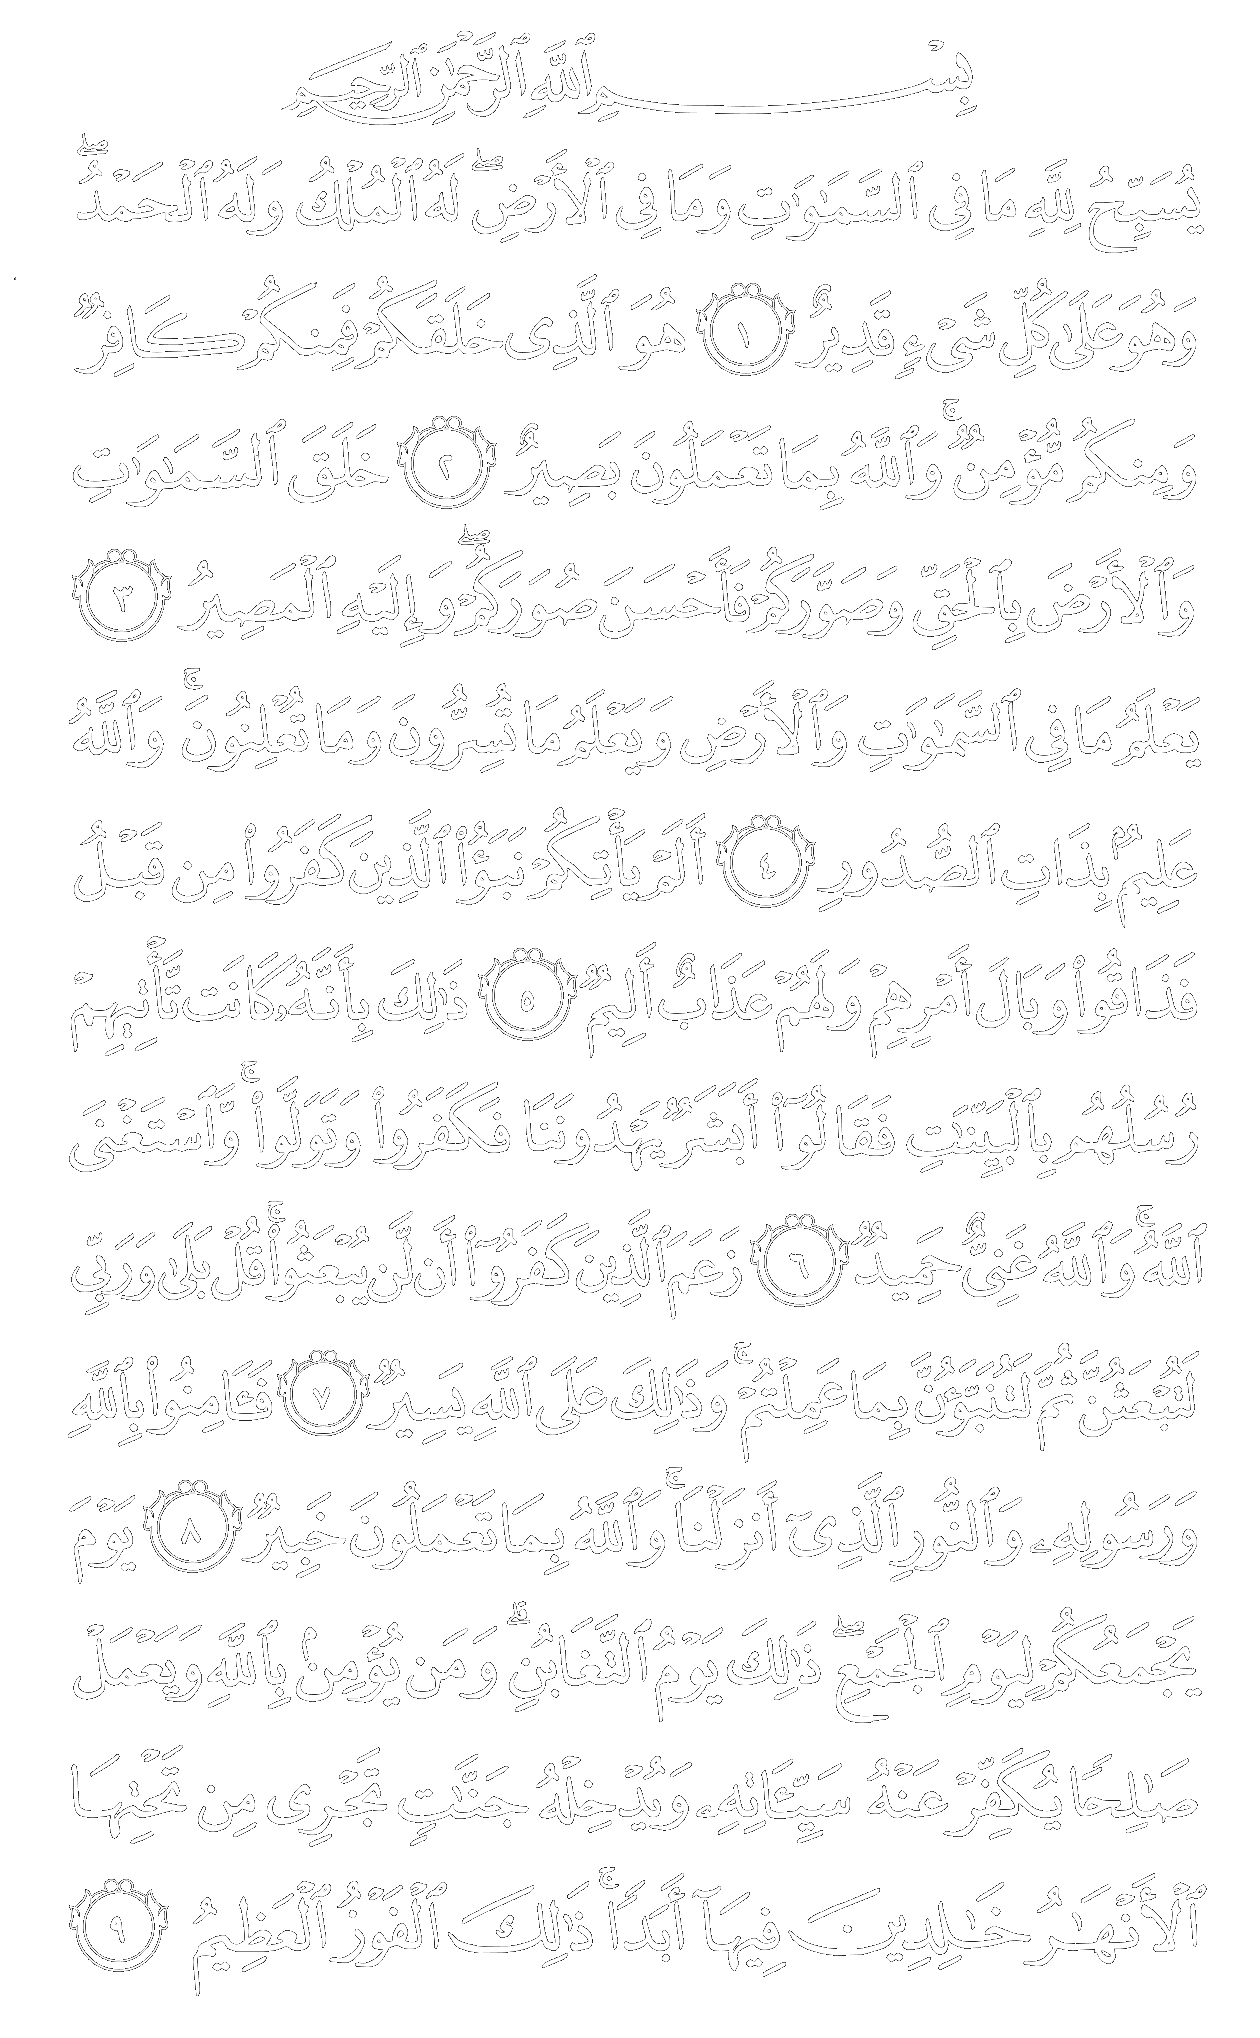 بِسْمِ ٱللَّهِ ٱلرَّحْمَٰنِ ٱلرَّحِيمِ
يُسَبِّحُ لِلَّهِ مَا فِى ٱلسَّمَٰوَٰتِ وَمَا فِى ٱلْأَرْضِ ۖ لَهُ ٱلْمُلْكُ وَلَهُ ٱلْحَمْدُ ۖ
وَهُوَ عَلَىٰ كُلِّ شَىْءٍ قَدِيرٌ ١ هُوَ ٱلَّذِى خَلَقَكُمْ فَمِنكُمْ كَافِرٌ
وَمِنكُم مُّؤْمِنٌ ۚ وَٱللَّهُ بِمَا تَعْمَلُونَ بَصِيرٌ ٢ خَلَقَ ٱلسَّمَٰوَٰتِ
وَٱلْأَرْضَ بِٱلْحَقِّ وَصَوَّرَكُمْ فَأَحْسَنَ صُوَرَكُمْ ۖ وَإِلَيْهِ ٱلْمَصِيرُ ٣
يَعْلَمُ مَا فِى ٱلسَّمَٰوَٰتِ وَٱلْأَرْضِ وَيَعْلَمُ مَا تُسِرُّونَ وَمَا تُعْلِنُونَ ۚ وَٱللَّهُ
عَلِيمٌۢ بِذَاتِ ٱلصُّدُورِ ٤ أَلَمْ يَأْتِكُمْ نَبَؤُا۟ ٱلَّذِينَ كَفَرُوا۟ مِن قَبْلُ
فَذَاقُوا۟ وَبَالَ أَمْرِهِمْ وَلَهُمْ عَذَابٌ أَلِيمٌ ٥ ذَٰلِكَ بِأَنَّهُۥ كَانَت تَّأْتِيهِمْ
رُسُلُهُم بِٱلْبَيِّنَٰتِ فَقَالُوٓا۟ أَبَشَرٌ يَهْدُونَنَا فَكَفَرُوا۟ وَتَوَلَّوا۟ ۚ وَّٱسْتَغْنَى
ٱللَّهُ ۚ وَٱللَّهُ غَنِىٌّ حَمِيدٌ ٦ زَعَمَ ٱلَّذِينَ كَفَرُوٓا۟ أَن لَّن يُبْعَثُوا۟ ۚ قُلْ بَلَىٰ وَرَبِّى
لَتُبْعَثُنَّ ثُمَّ لَتُنَبَّؤُنَّ بِمَا عَمِلْتُمْ ۚ وَذَٰلِكَ عَلَى ٱللَّهِ يَسِيرٌ ٧ فَـَٔامِنُوا۟ بِٱللَّهِ
وَرَسُولِهِۦ وَٱلنُّورِ ٱلَّذِىٓ أَنزَلْنَا ۚ وَٱللَّهُ بِمَا تَعْمَلُونَ خَبِيرٌ ٨ يَوْمَ
يَجْمَعُكُمْ لِيَوْمِ ٱلْجَمْعِ ۖ ذَٰلِكَ يَوْمُ ٱلتَّغَابُنِ ۗ وَمَن يُؤْمِنۢ بِٱللَّهِ وَيَعْمَلْ
صَٰلِحًا يُكَفِّرْ عَنْهُ سَيِّـَٔاتِهِۦ وَيُدْخِلْهُ جَنَّٰتٍ تَجْرِى مِن تَحْتِهَا
ٱلْأَنْهَٰرُ خَٰلِدِينَ فِيهَآ أَبَدًا ۚ ذَٰلِكَ ٱلْفَوْزُ ٱلْعَظِيمُ ٩